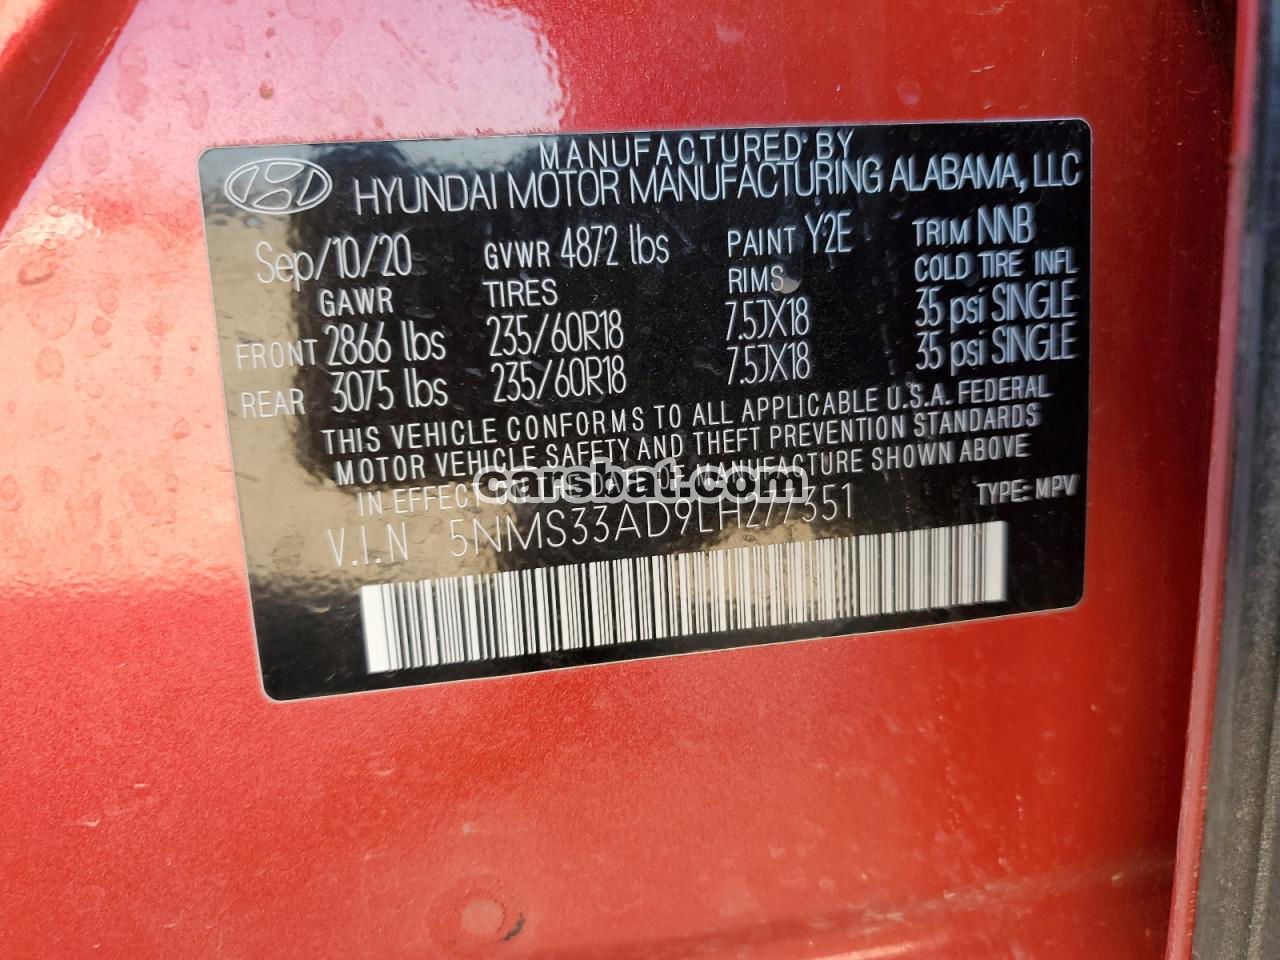 MANUFACTURED BY
HYUNDAI MOTOR MANUFACTURING ALABAMA, LLC
Sep/10/20 GVWR 4872 lbs PAINT Y2E TRIM NNB
GAWR TIRES RIMS COLD TIRE INFL
FRONT 2866 lbs 235/60R18 7.5JX18 35 psi SINGLE
REAR 3075 lbs 235/60R18 7.5JX18 35 psi SINGLE
THIS VEHICLE CONFORMS TO ALL APPLICABLE U.S.A. FEDERAL
MOTOR VEHICLE SAFETY AND THEFT PREVENTION STANDARDS
IN EFFECT ON THE DATE OF MANUFACTURE SHOWN ABOVE
carsbat.com
V.I.N 5NMS33AD9LH277351 TYPE: MPV